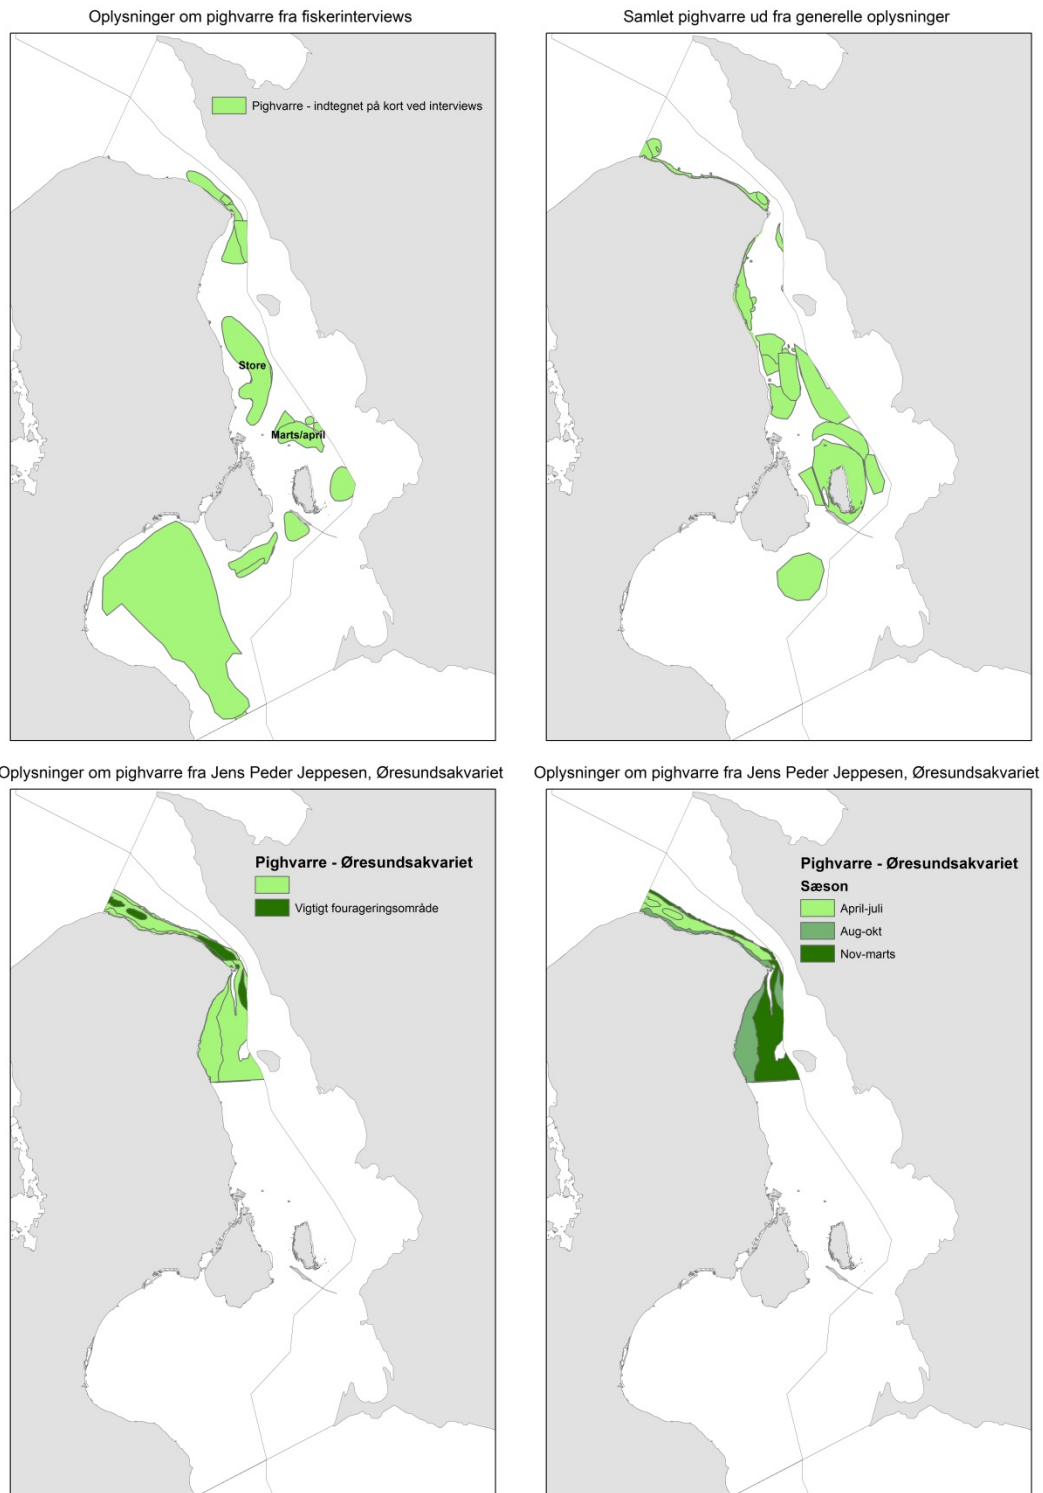 Oplysninger om pighvarre fra fiskerinterviews
Pighvarre - indtegnet på kort ved interviews
Store
Marts/april
Samlet pighvarre ud fra generelle oplysninger
Oplysninger om pighvarre fra Jens Peder Jeppesen, Øresundsakvariet
Pighvarre - Øresundsakvariet
Vigtigt fourageringsområde
Oplysninger om pighvarre fra Jens Peder Jeppesen, Øresundsakvariet
Pighvarre - Øresundsakvariet
Sæson
April-juli
Aug-okt
Nov-marts